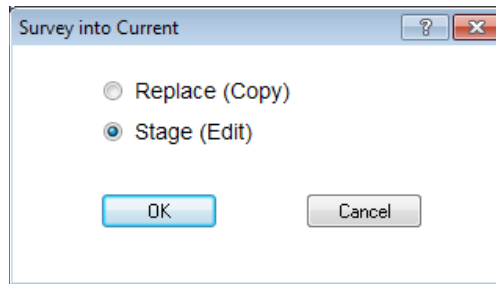 Survey into Current
Replace (Copy)
Stage (Edit)
OK
Cancel